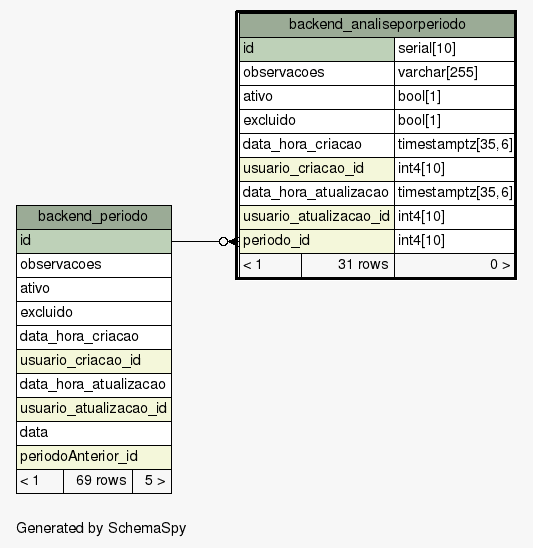 backend_analiseporperiodo
id serial[10]
observacoes varchar[255]
ativo bool[1]
excluido bool[1]
data_hora_criacao timestamptz[35,6]
usuario_criacao_id int4[10]
data_hora_atualizacao timestamptz[35,6]
usuario_atualizacao_id int4[10]
periodo_id int4[10]
< 1 31 rows 0 >
backend_periodo
id
observacoes
ativo
excluido
data_hora_criacao
usuario_criacao_id
data_hora_atualizacao
usuario_atualizacao_id
data
periodoAnterior_id
< 1 69 rows 5 >
Generated by SchemaSpy